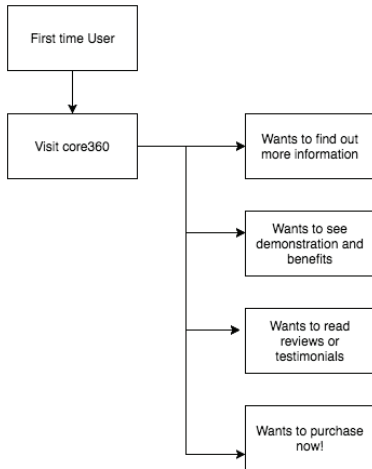 First time User
Visit core360
Wants to find out
more information
Wants to see
demonstration and
benefits
Wants to read
reviews or
testimonials
Wants to purchase
now!